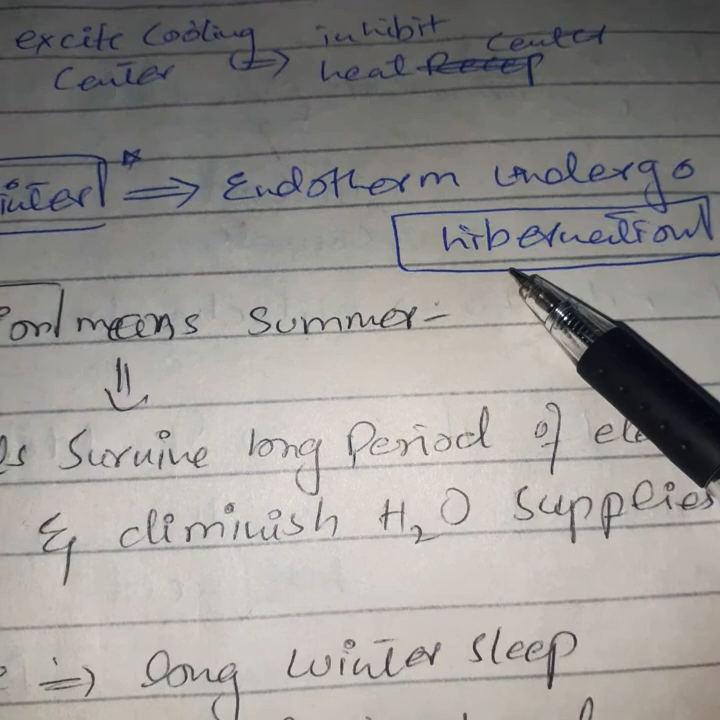 excite cooling ⇒ inhibit
center heat center
⇒ Endotherm undergo
hibernation
means Summer-
⇓
Survive long Period of
& diminish H₂O Supplies
⇒ long winter sleep